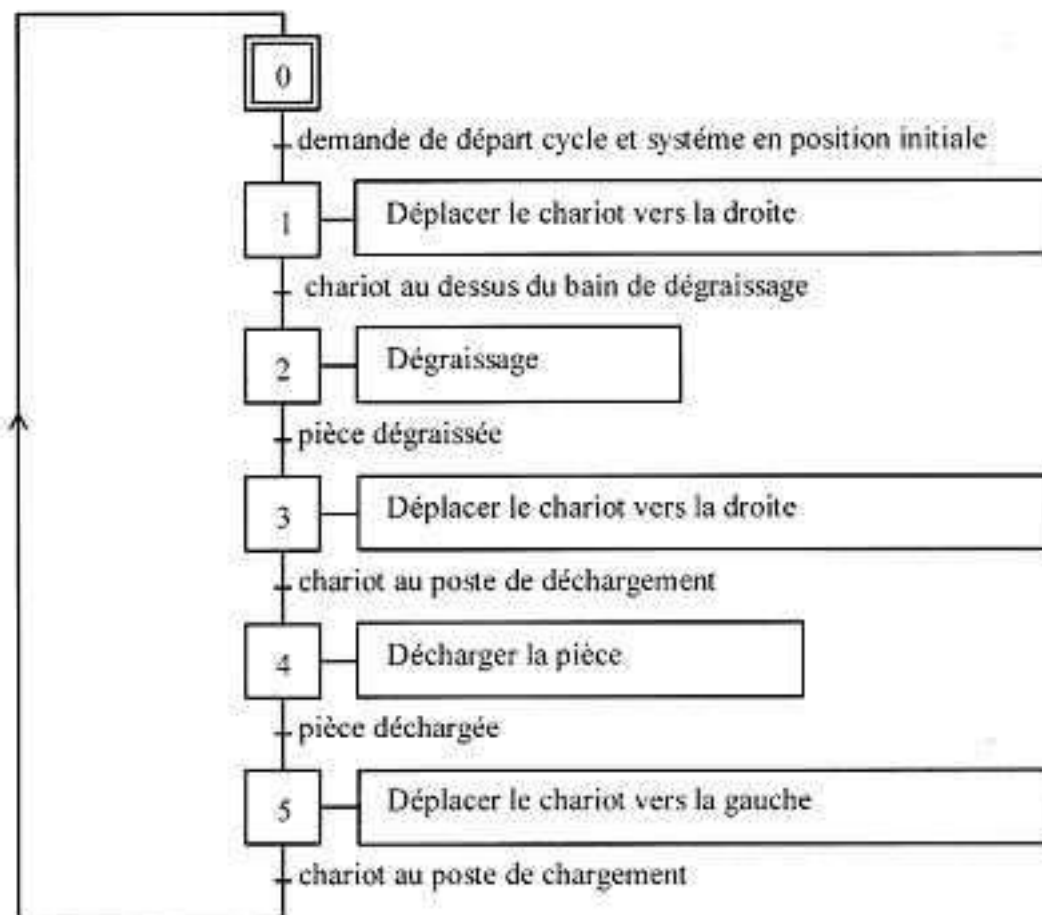 0
demande de départ cycle et systéme en position initiale
1 Déplacer le chariot vers la droite
chariot au dessus du bain de dégraissage
2 Dégraissage
pièce dégraissée
3 Déplacer le chariot vers la droite
chariot au poste de déchargement
4 Décharger la pièce
pièce déchargée
5 Déplacer le chariot vers la gauche
chariot au poste de chargement